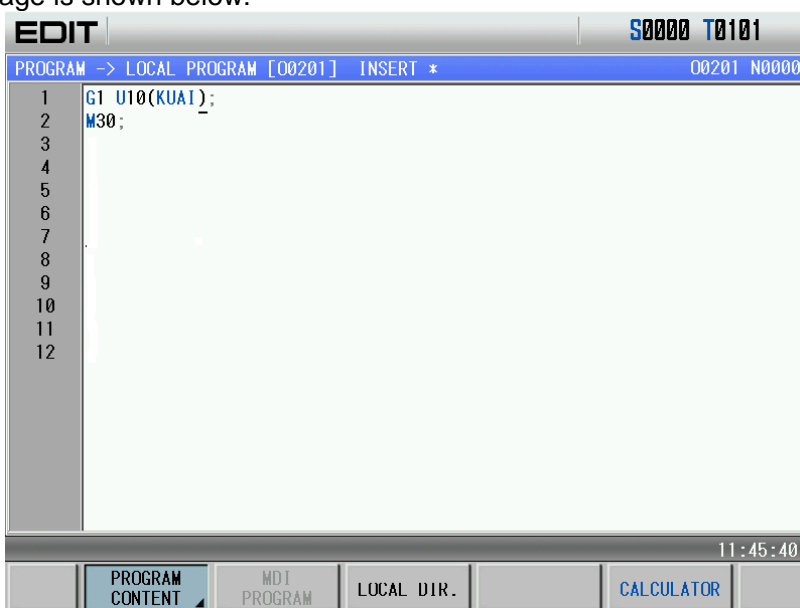 age is shown below:
EDIT S0000 T0101
PROGRAM -> LOCAL PROGRAM [O0201] INSERT * O0201 N0000
1 G1 U10(KUAI);
2 M30;
3
4
5
6
7 .
8
9
10
11
12
11:45:40
PROGRAM CONTENT MDI PROGRAM LOCAL DIR. CALCULATOR